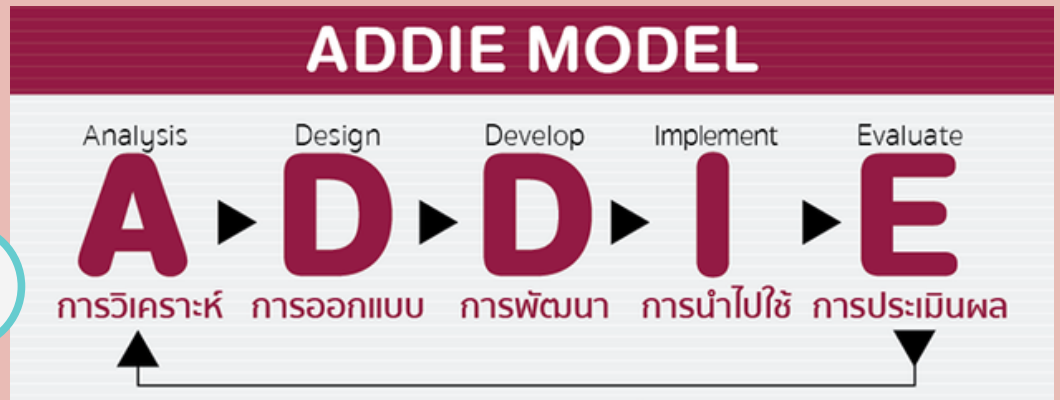 ADDIE MODEL
Analysis Design Develop Implement Evaluate
A D D I E
การวิเคราะห์ การออกแบบ การพัฒนา การนำไปใช้ การประเมินผล